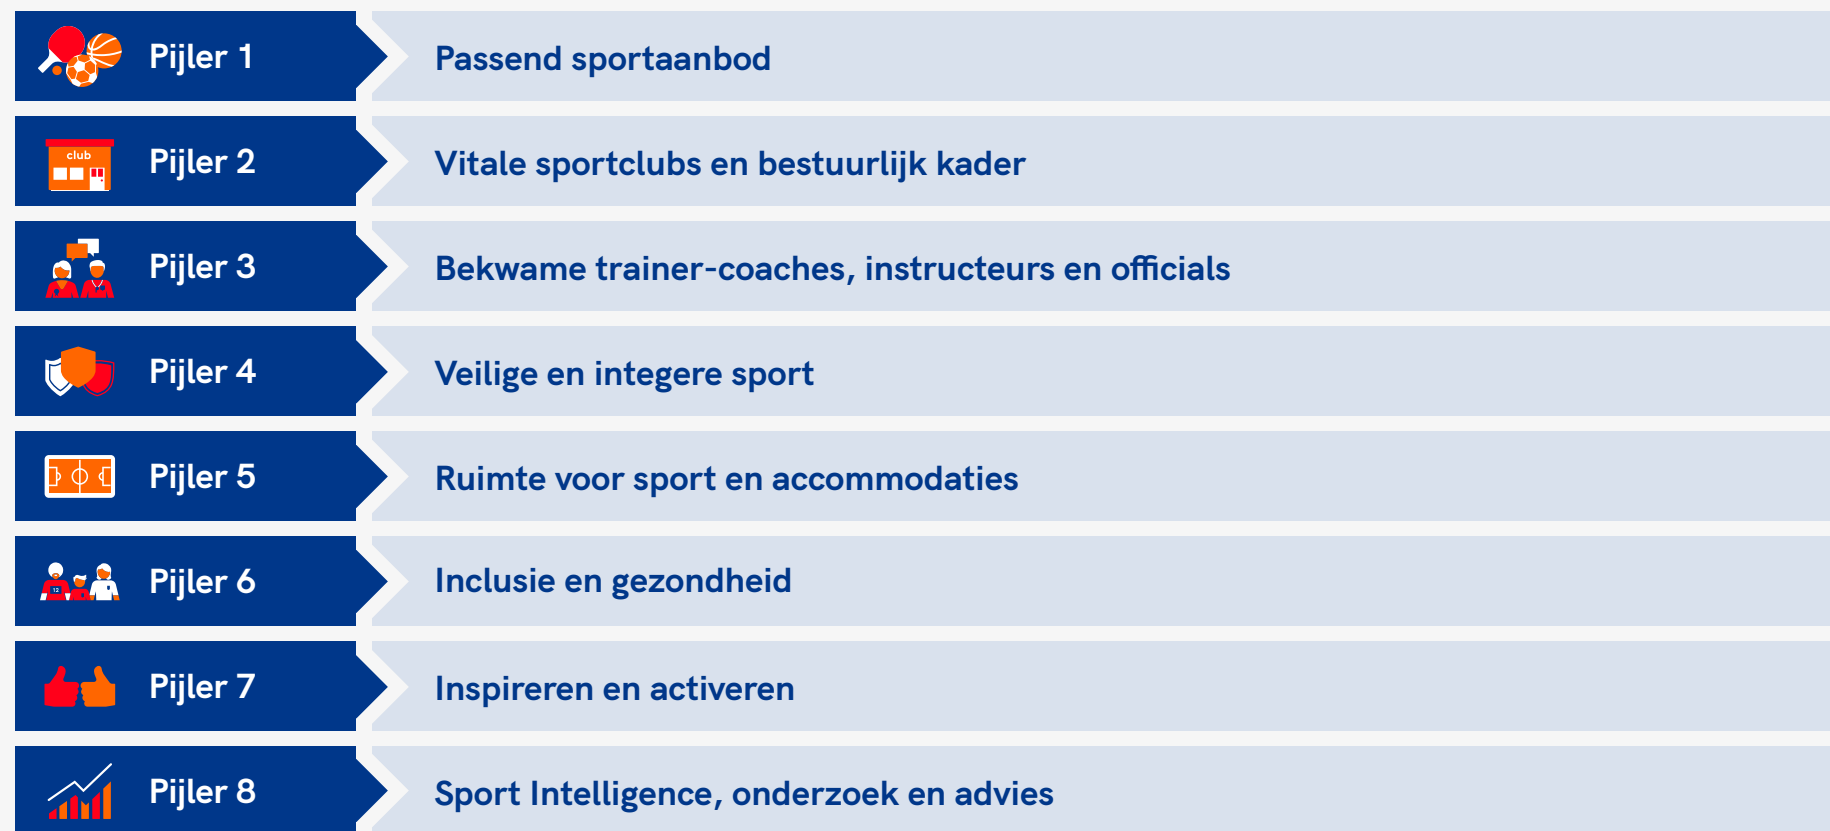 Pijler 1
Passend sportaanbod
club
Pijler 2
Vitale sportclubs en bestuurlijk kader
Pijler 3
Bekwame trainer-coaches, instructeurs en officials
Pijler 4
Veilige en integere sport
Pijler 5
Ruimte voor sport en accommodaties
12
Pijler 6
Inclusie en gezondheid
Pijler 7
Inspireren en activeren
Pijler 8
Sport Intelligence, onderzoek en advies